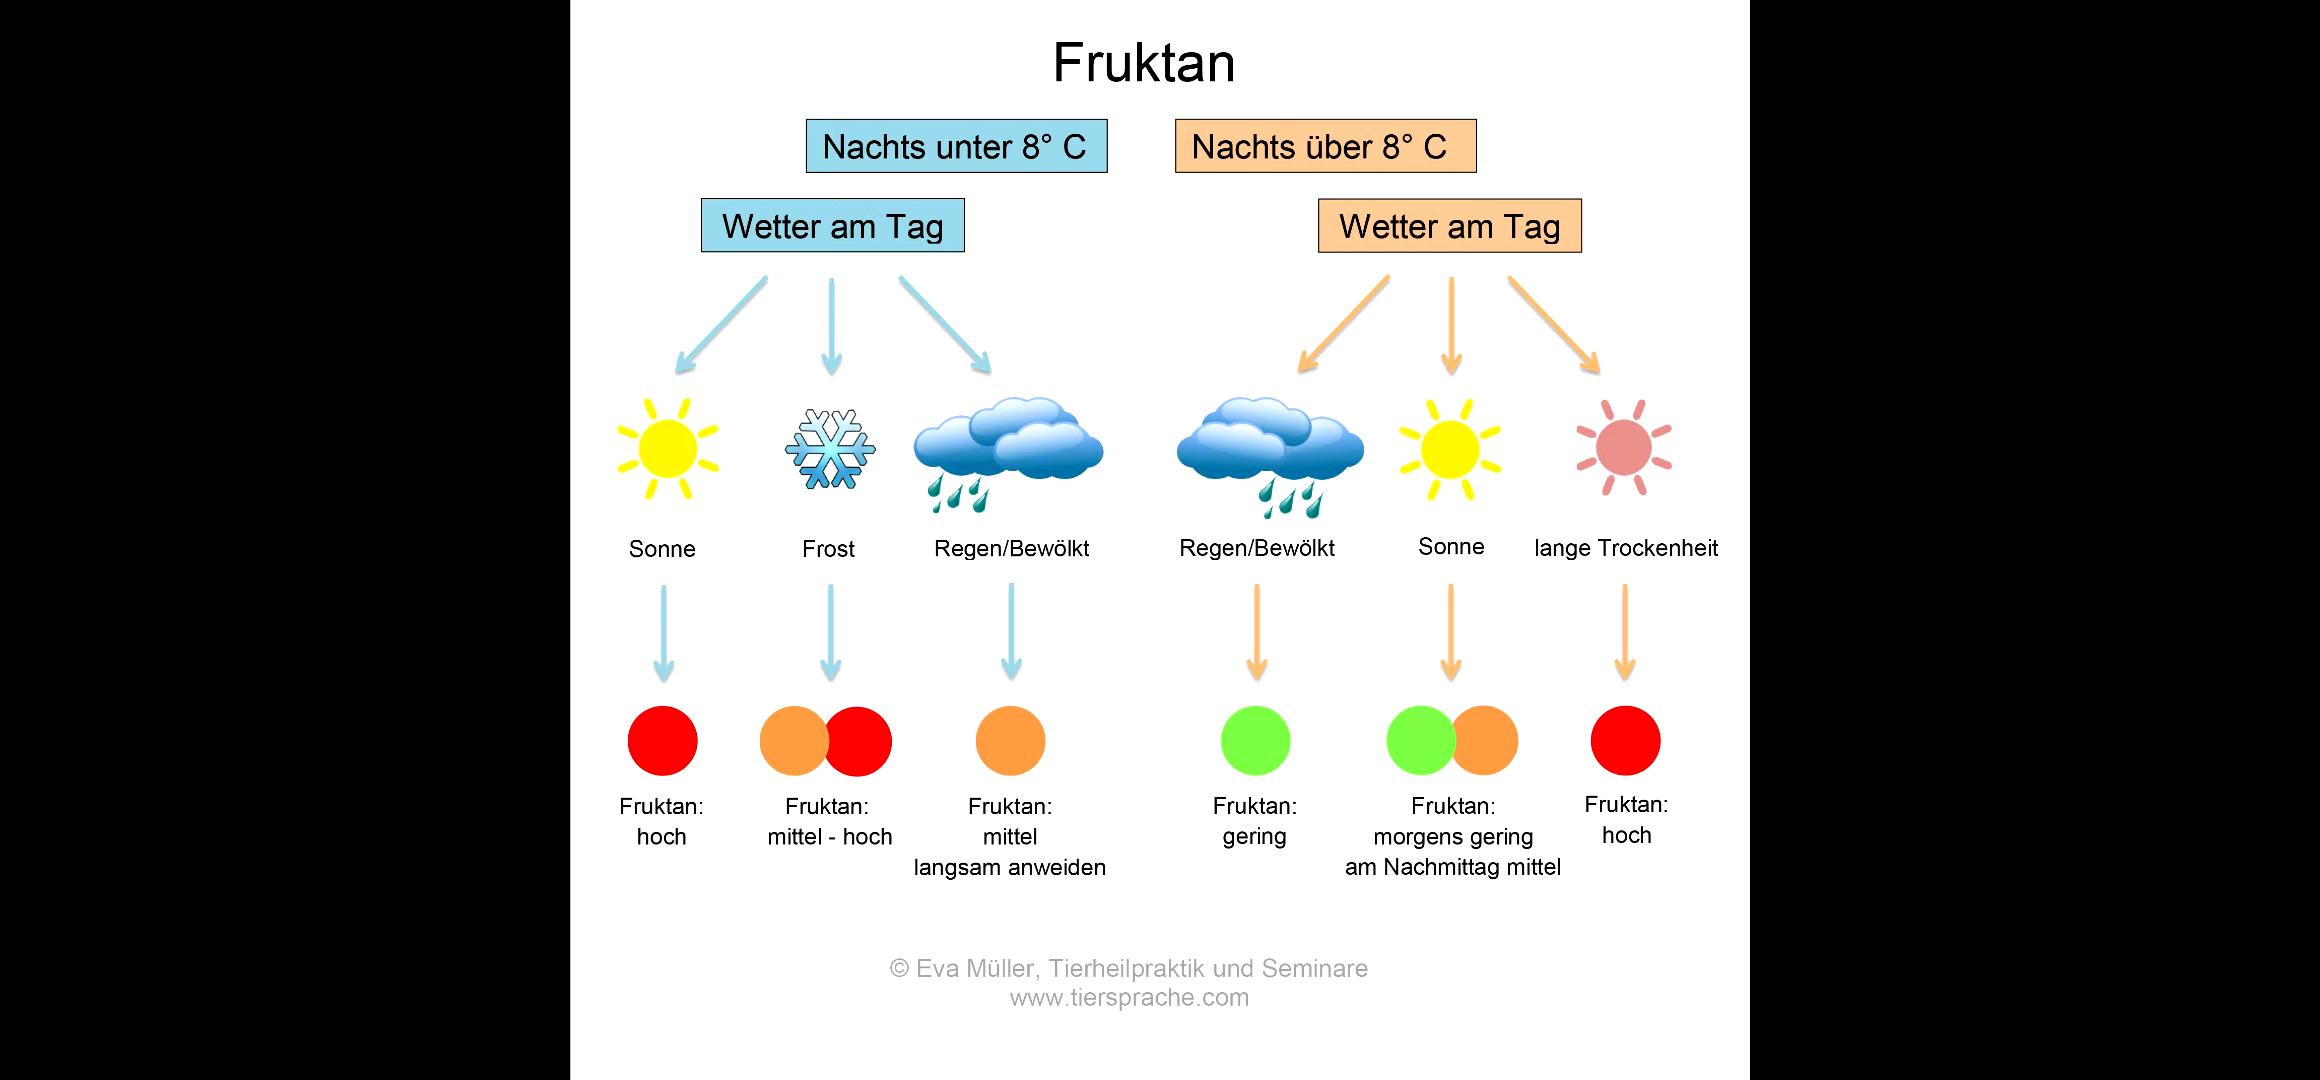 Fruktan
Nachts unter 8° C
Nachts über 8° C
Wetter am Tag
Wetter am Tag
Sonne
Frost
Regen/Bewölkt
Regen/Bewölkt
Sonne
lange Trockenheit
Fruktan:
hoch
Fruktan:
mittel - hoch
Fruktan:
mittel
langsam anweiden
Fruktan:
gering
Fruktan:
morgens gering
am Nachmittag mittel
Fruktan:
hoch
© Eva Müller, Tierheilpraktik und Seminare
www.tiersprache.com